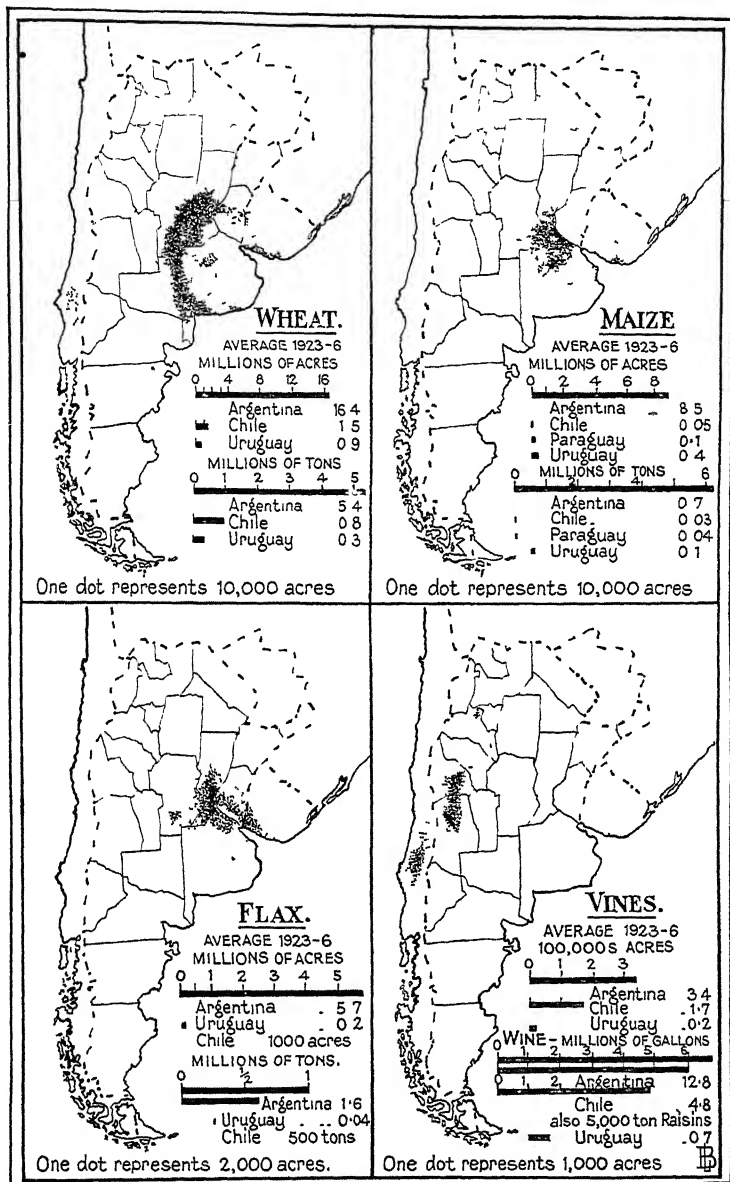 WHEAT.
AVERAGE 1923-6
MILLIONS OF ACRES
0 4 8 12 16
Argentina 16 4
Chile 1 5
Uruguay 0 9
MILLIONS OF TONS
0 1 2 3 4 5
Argentina 5 4
Chile 0 8
Uruguay 0 3
One dot represents 10,000 acres
MAIZE
AVERAGE 1923-6
MILLIONS OF ACRES
0 2 4 6 8
Argentina 8 5
Chile 0 05
Paraguay 0·1
Uruguay 0 4
MILLIONS OF TONS
0 2 4 6
Argentina 0 7
Chile. 0 03
Paraguay 0 04
Uruguay 0 1
One dot represents 10,000 acres
FLAX.
AVERAGE 1923-6
MILLIONS OF ACRES
0 1 2 3 4 5
Argentina . 5 7
Uruguay . 0 2
Chile 1000 acres
MILLIONS OF TONS.
0 ½ 1
Argentina 1·6
Uruguay . .. 0·04
Chile 500 tons
One dot represents 2,000 acres.
VINES.
AVERAGE 1923-6
100,000S ACRES
0 1 2 3
Argentina 3 4
Chile .1·7
Uruguay .0·2
WINE - MILLIONS OF GALLONS
0 1 2 3 4 5 6
0 1 2 Argentina 12.8
Chile 4.8
also 5,000 ton Raisins
Uruguay .0 7
One dot represents 1,000 acres